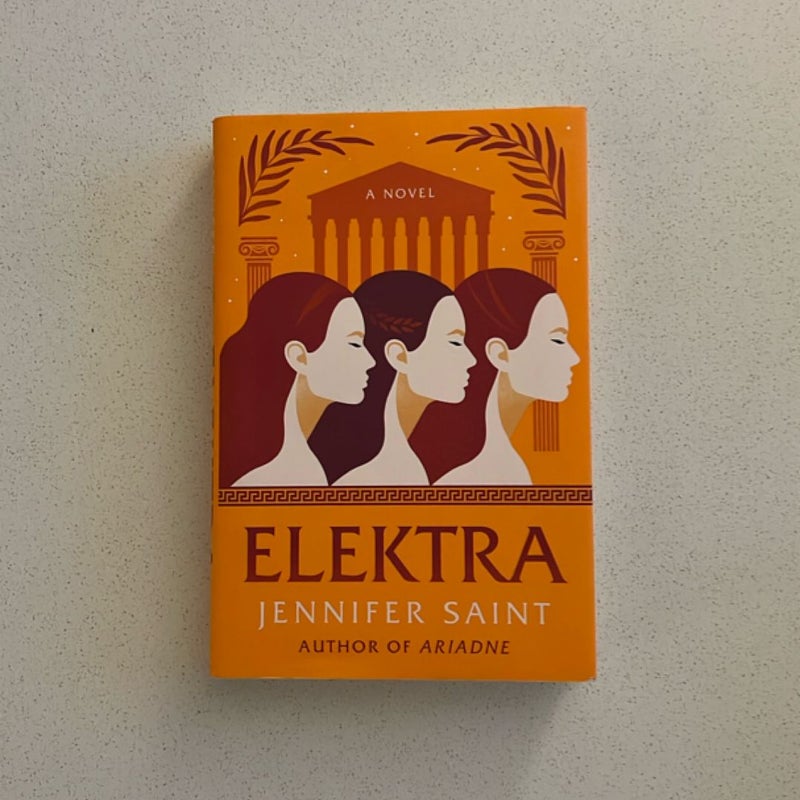 A NOVEL
ELEKTRA
JENNIFER SAINT
AUTHOR OF ARIADNE